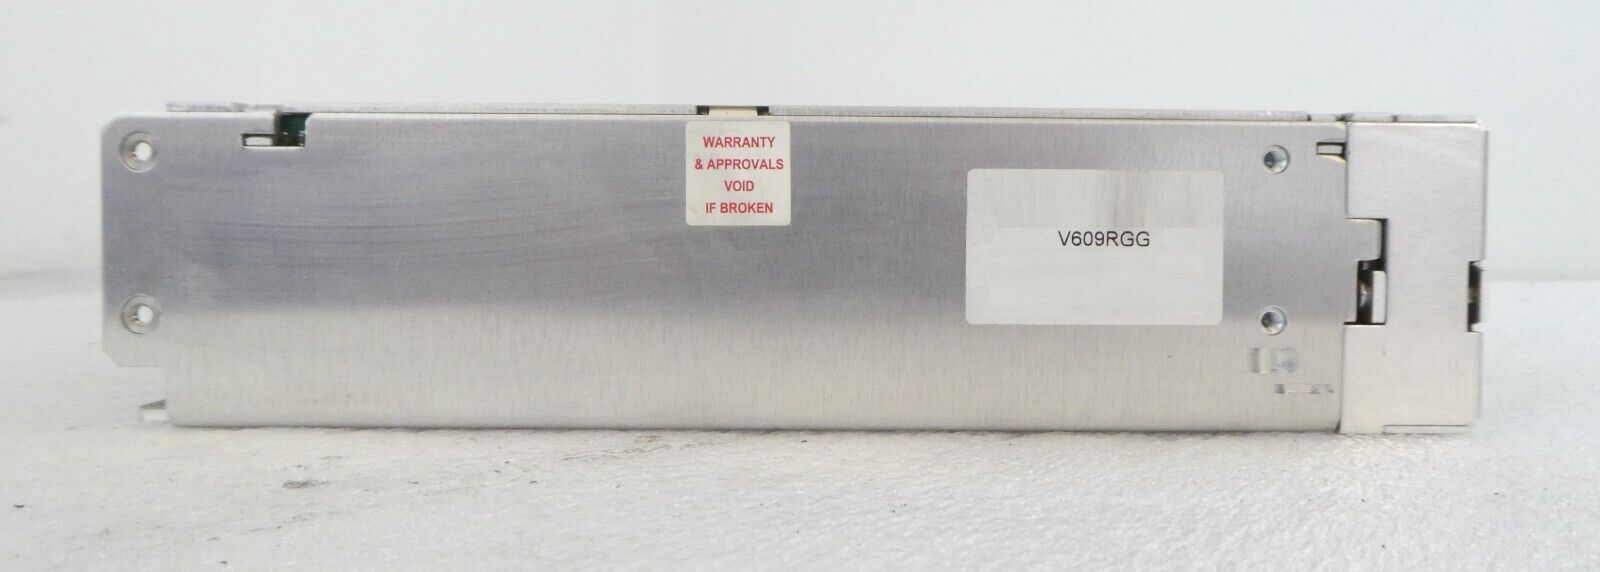 WARRANTY
& APPROVALS
VOID
IF BROKEN
V609RGG